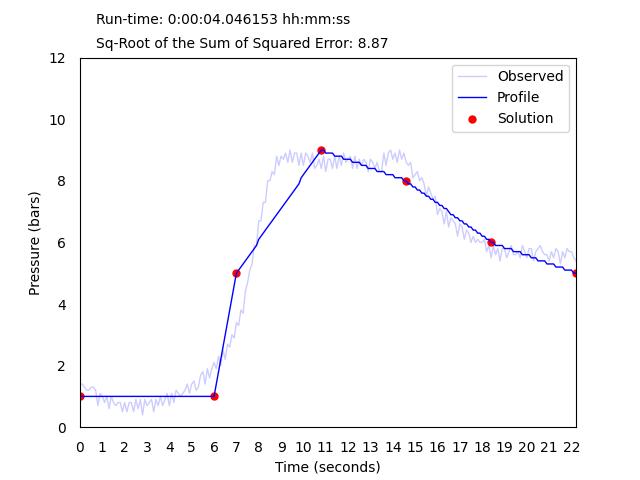 Run-time: 0:00:04.046153 hh:mm:ss
Sq-Root of the Sum of Squared Error: 8.87
12
10
8
6
4
2
0
Pressure (bars)
Observed
Profile
Solution
0 1 2 3 4 5 6 7 8 9 10 11 12 13 14 15 16 17 18 19 20 21 22
Time (seconds)